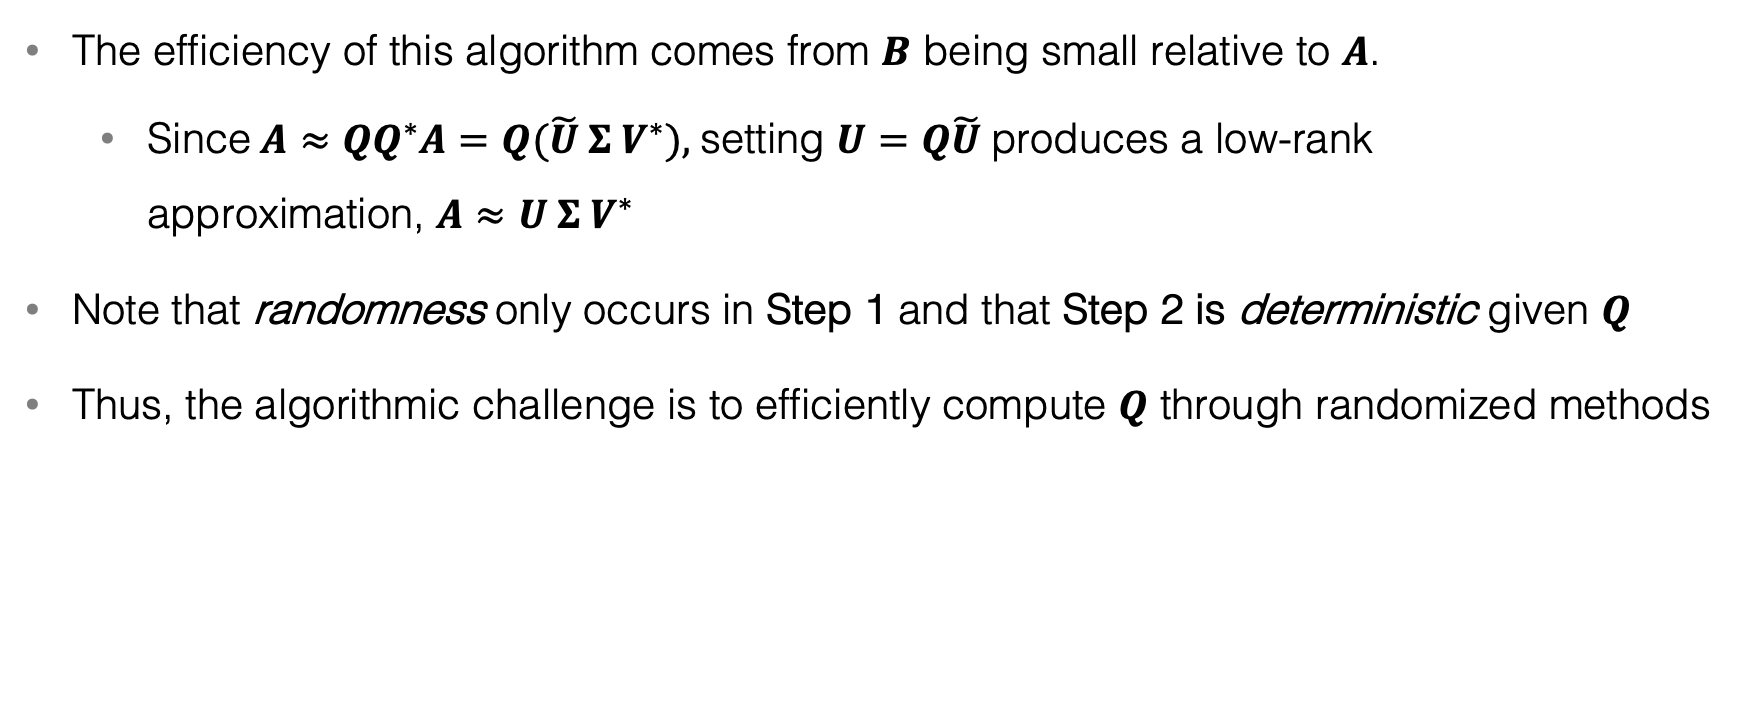 • The efficiency of this algorithm comes from B being small relative to A.
• Since A ≈ QQ*A = Q(Ũ Σ V*), setting U = QŨ produces a low-rank
approximation, A ≈ U Σ V*
• Note that randomness only occurs in Step 1 and that Step 2 is deterministic given Q
• Thus, the algorithmic challenge is to efficiently compute Q through randomized methods